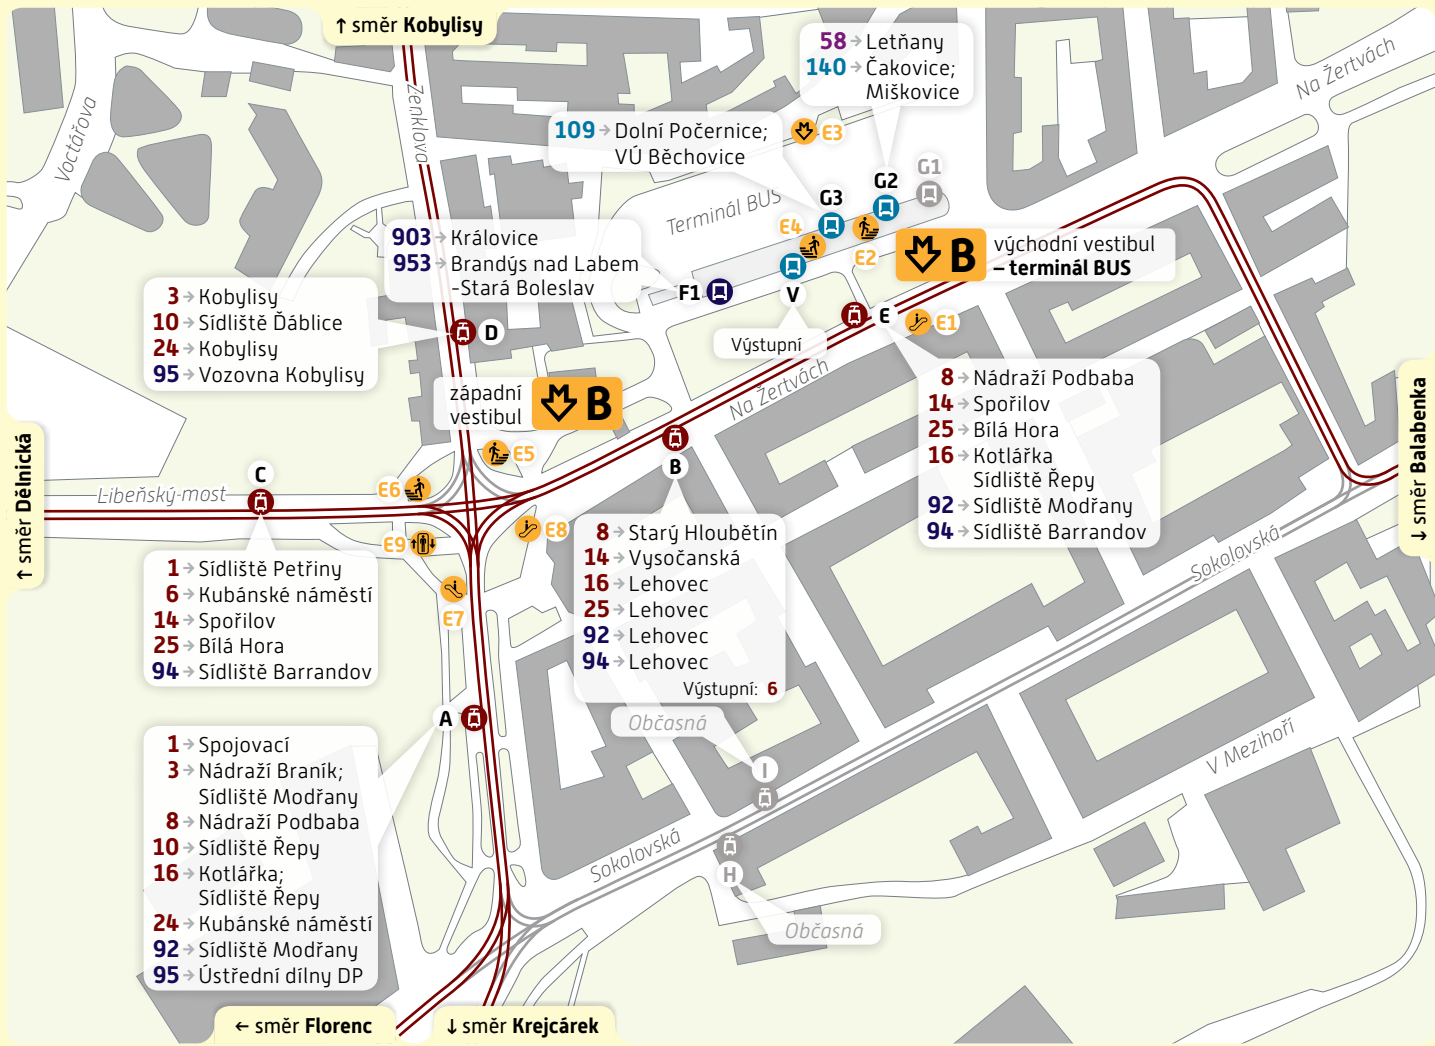 ↑ směr Kobylisy
58 → Letňany
140 → Čakovice;
Miškovice
Na Žertvách
Voctářova
Zenklova
109 → Dolní Počernice;
VÚ Běchovice
E3
G1
G2
G3
Terminál BUS
E4
E2
B
východní vestibul
– terminál BUS
903 → Královice
953 → Brandýs nad Labem
-Stará Boleslav
F1
V
Výstupní
E
E1
3 → Kobylisy
10 → Sídliště Ďáblice
24 → Kobylisy
95 → Vozovna Kobylisy
D
západní
vestibul
B
Na Žertvách
8 → Nádraží Podbaba
14 → Spořilov
25 → Bílá Hora
16 → Kotlářka
Sídliště Řepy
92 → Sídliště Modřany
94 → Sídliště Barrandov
↓ směr Balabenka
↑ směr Dělnická
C
Libeňský most
E5
E6
E8
E9
E7
B
1 → Sídliště Petřiny
6 → Kubánské náměstí
14 → Spořilov
25 → Bílá Hora
94 → Sídliště Barrandov
8 → Starý Hloubětín
14 → Vysočanská
16 → Lehovec
25 → Lehovec
92 → Lehovec
94 → Lehovec
Výstupní: 6
Sokolovská
A
Občasná
I
V Mezihoří
1 → Spojovací
3 → Nádraží Braník;
Sídliště Modřany
8 → Nádraží Podbaba
10 → Sídliště Řepy
16 → Kotlářka;
Sídliště Řepy
24 → Kubánské náměstí
92 → Sídliště Modřany
95 → Ústřední dílny DP
Sokolovská
H
Občasná
← směr Florenc
↓ směr Krejcárek